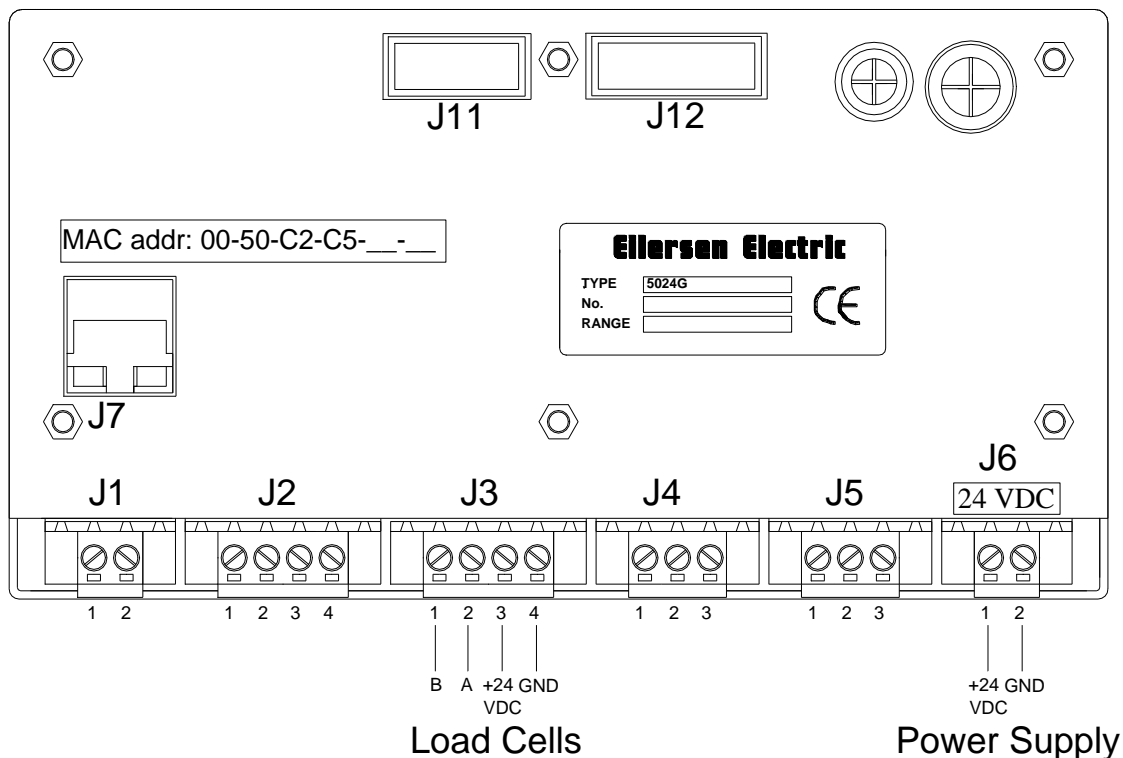 J11 J12
MAC addr: 00-50-C2-C5-__-__
Eilersen Electric
TYPE 5024G
No.
RANGE
CE
J7
J6
J1 J2 J3 J4 J5
24 VDC
1 2 1 2 3 4 1 2 3 4 1 2 3 1 2 3 1 2
B A +24 GND +24 GND
VDC VDC
Load Cells Power Supply